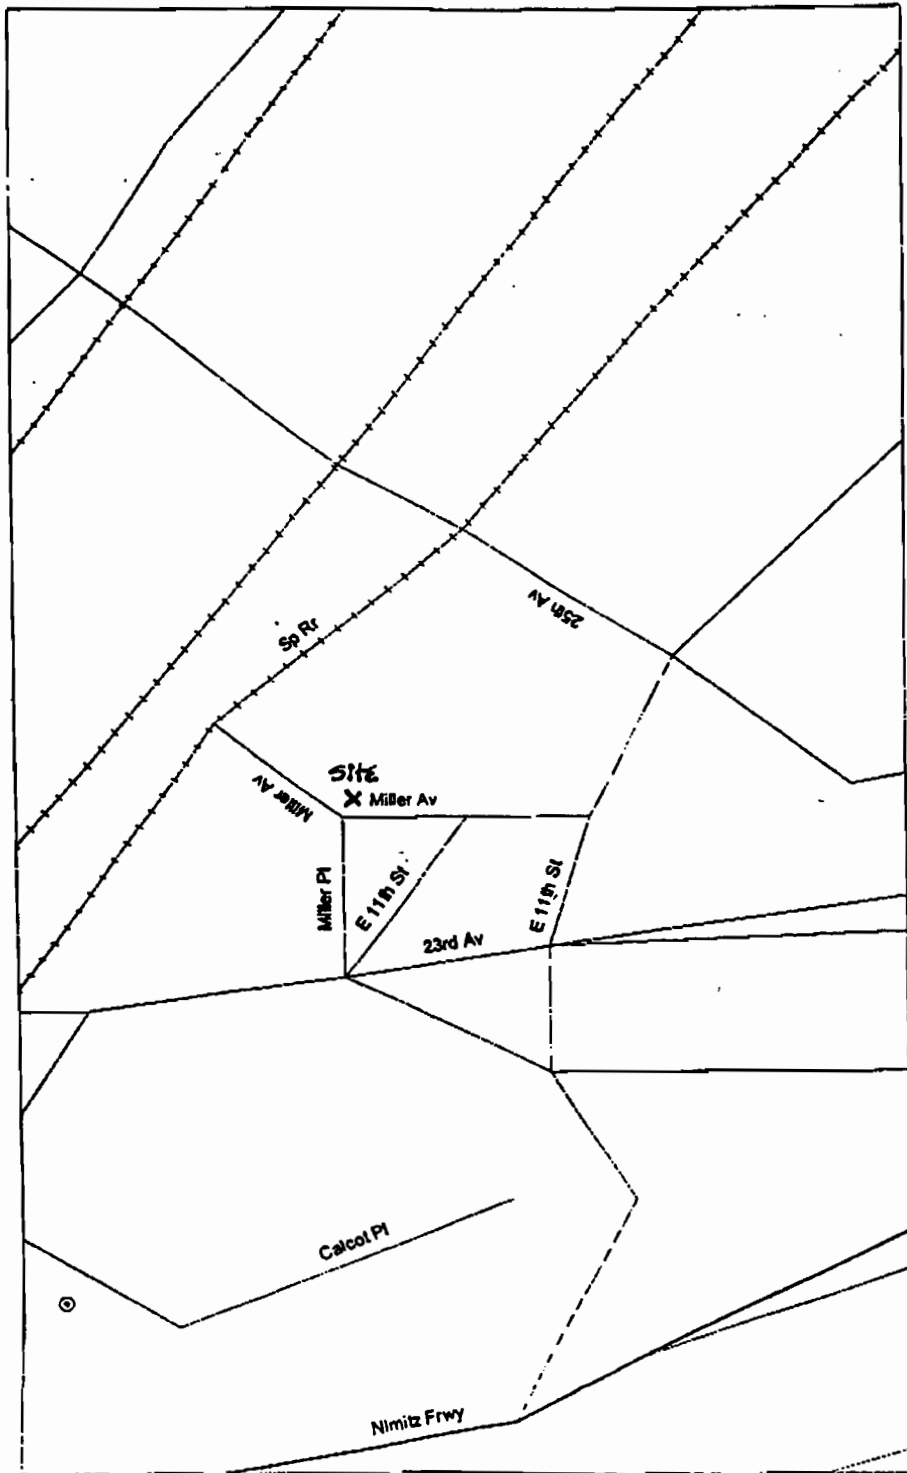 25th Av
Sp Rr
SITE
X Miller Av
Miller Av
Miller Pl
E 11th St
E 11th St
23rd Av
Calcot Pl
Nimitz Frwy